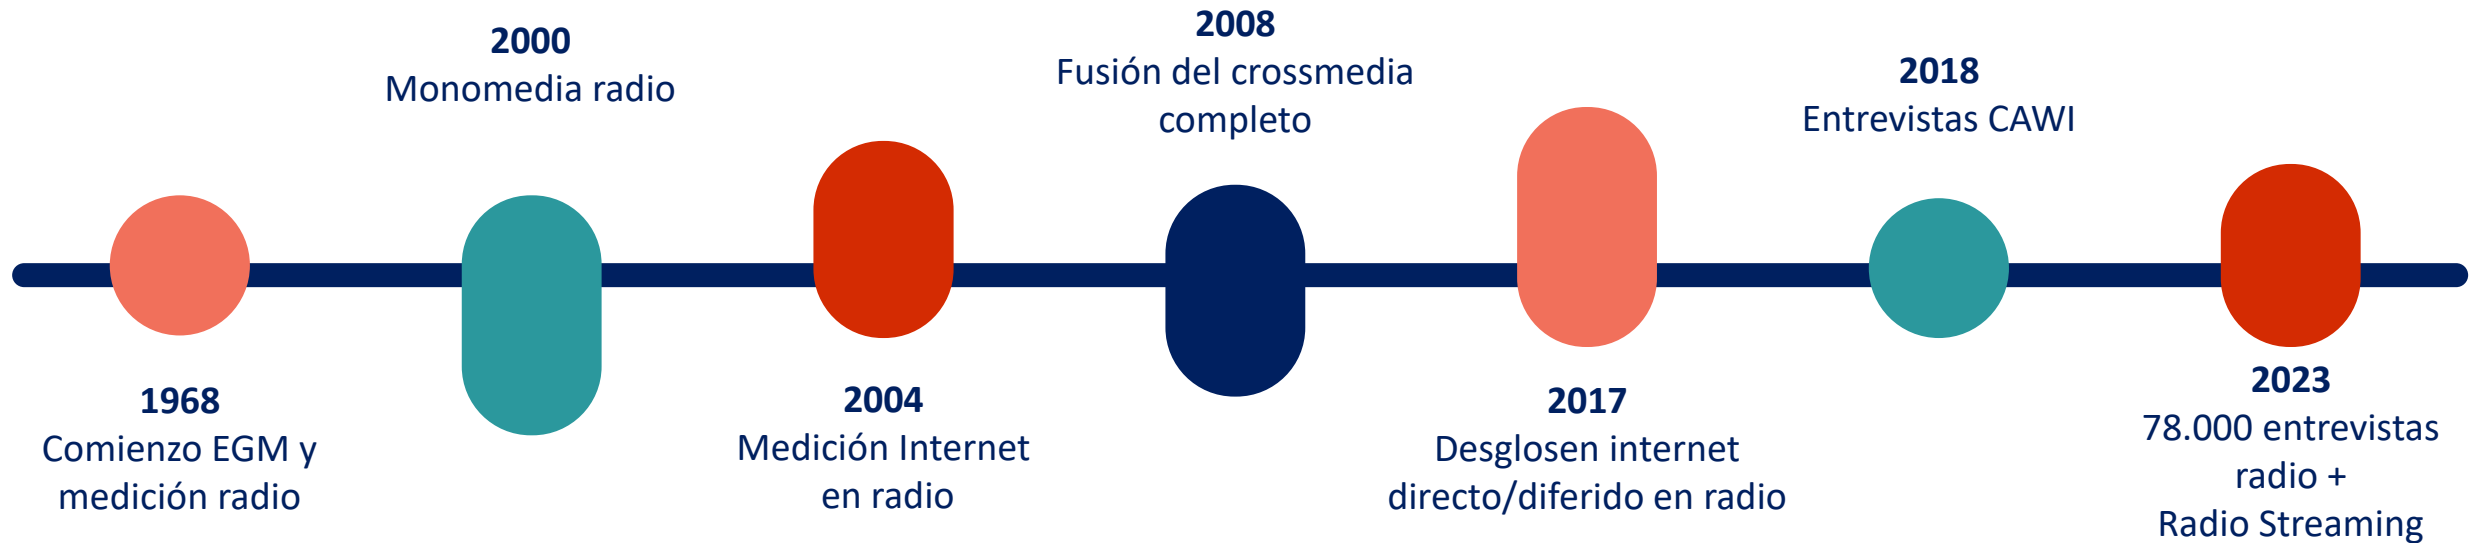 1968
Comienzo EGM y
medición radio
2000
Monomedia radio
2004
Medición Internet
en radio
2008
Fusión del crossmedia
completo
2017
Desglosen internet
directo/diferido en radio
2018
Entrevistas CAWI
2023
78.000 entrevistas
radio +
Radio Streaming